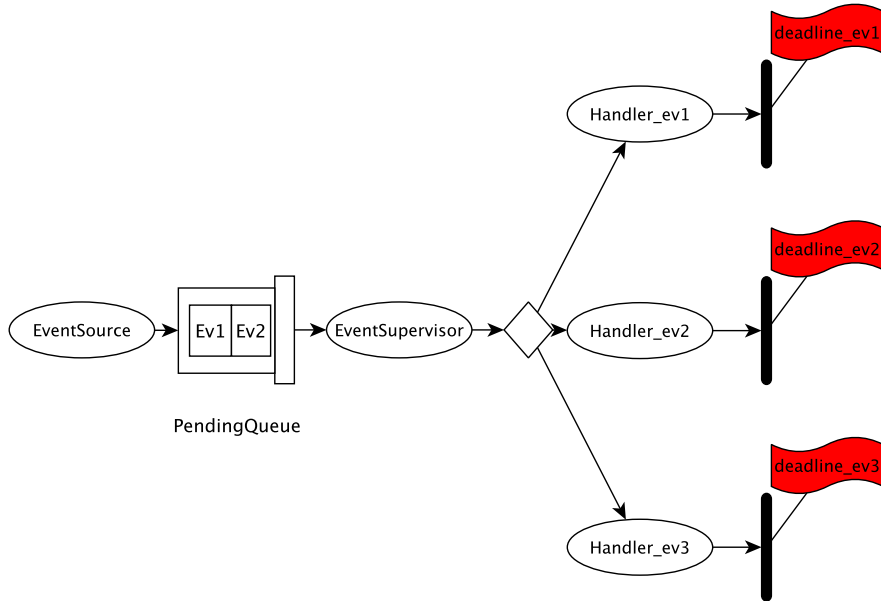 deadline_ev1
Handler_ev1
deadline_ev2
EventSource
Ev1 Ev2
EventSupervisor
Handler_ev2
PendingQueue
deadline_ev3
Handler_ev3